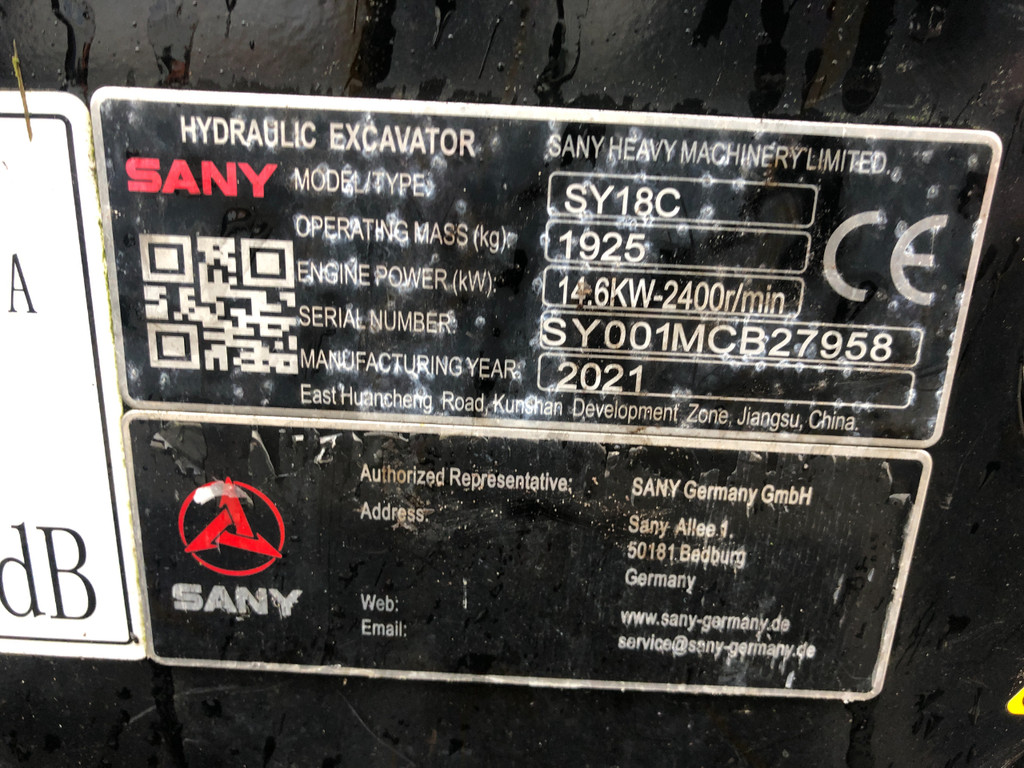 HYDRAULIC EXCAVATOR
SANY HEAVY MACHINERY LIMITED.
SANY
MODEL/TYPE: SY18C
OPERATING MASS (kg): 1925
ENGINE POWER (kW): 14.6KW-2400r/min
SERIAL NUMBER: SY001MCB27958
MANUFACTURING YEAR: 2021
East Huancheng Road, Kunshan Development Zone, Jiangsu, China.
CE
A
dB
Authorized Representative: SANY Germany GmbH
Address: Sany Allee 1.
50181 Bedburg
Germany
SANY
Web: www.sany-germany.de
Email: service@sany-germany.de